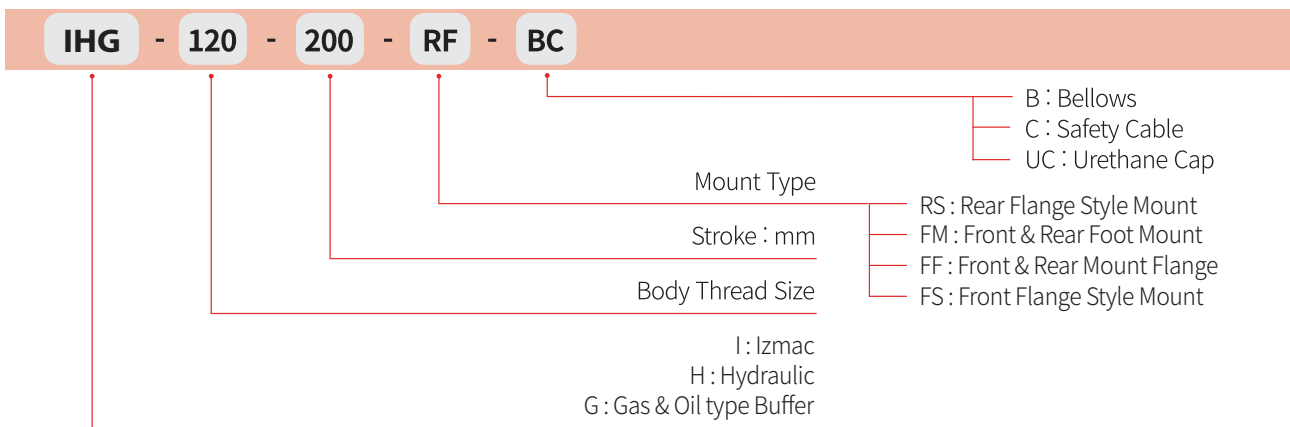 IHG - 120 - 200 - RF - BC
B : Bellows
C : Safety Cable
UC : Urethane Cap
Mount Type
RS : Rear Flange Style Mount
FM : Front & Rear Foot Mount
FF : Front & Rear Mount Flange
FS : Front Flange Style Mount
Stroke : mm
Body Thread Size
I : Izmac
H : Hydraulic
G : Gas & Oil type Buffer